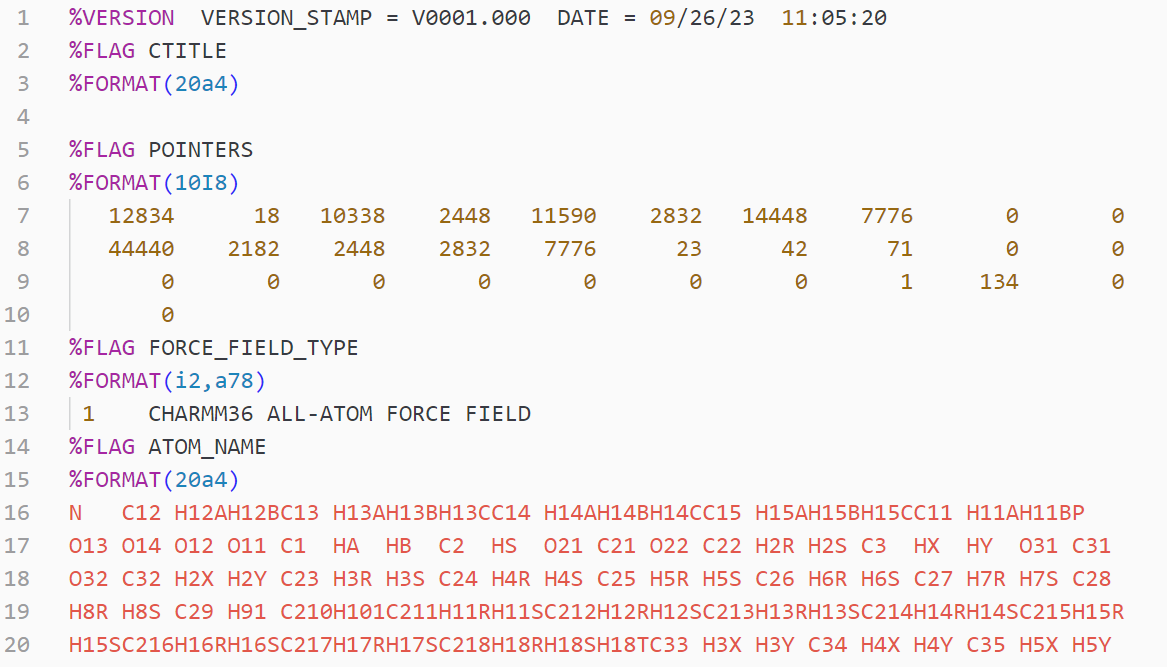 1 %VERSION  VERSION_STAMP = V0001.000  DATE = 09/26/23  11:05:20
2 %FLAG CTITLE
3 %FORMAT(20a4)
4
5 %FLAG POINTERS
6 %FORMAT(10I8)
7    12834      18   10338    2448   11590    2832   14448    7776       0       0
8    44440    2182    2448    2832    7776      23      42      71       0       0
9        0       0       0       0       0       0       0       1     134       0
10        0
11 %FLAG FORCE_FIELD_TYPE
12 %FORMAT(i2,a78)
13  1    CHARMM36 ALL-ATOM FORCE FIELD
14 %FLAG ATOM_NAME
15 %FORMAT(20a4)
16 N   C12 H12AH12BC13 H13AH13BH13CC14 H14AH14BH14CC15 H15AH15BH15CC11 H11AH11BP
17 O13 O14 O12 O11 C1  HA  HB  C2  HS  O21 C21 O22 C22 H2R H2S C3  HX  HY  O31 C31
18 O32 C32 H2X H2Y C23 H3R H3S C24 H4R H4S C25 H5R H5S C26 H6R H6S C27 H7R H7S C28
19 H8R H8S C29 H91 C210H101C211H11RH11SC212H12RH12SC213H13RH13SC214H14RH14SC215H15R
20 H15SC216H16RH16SC217H17RH17SC218H18RH18SH18TC33 H3X H3Y C34 H4X H4Y C35 H5X H5Y